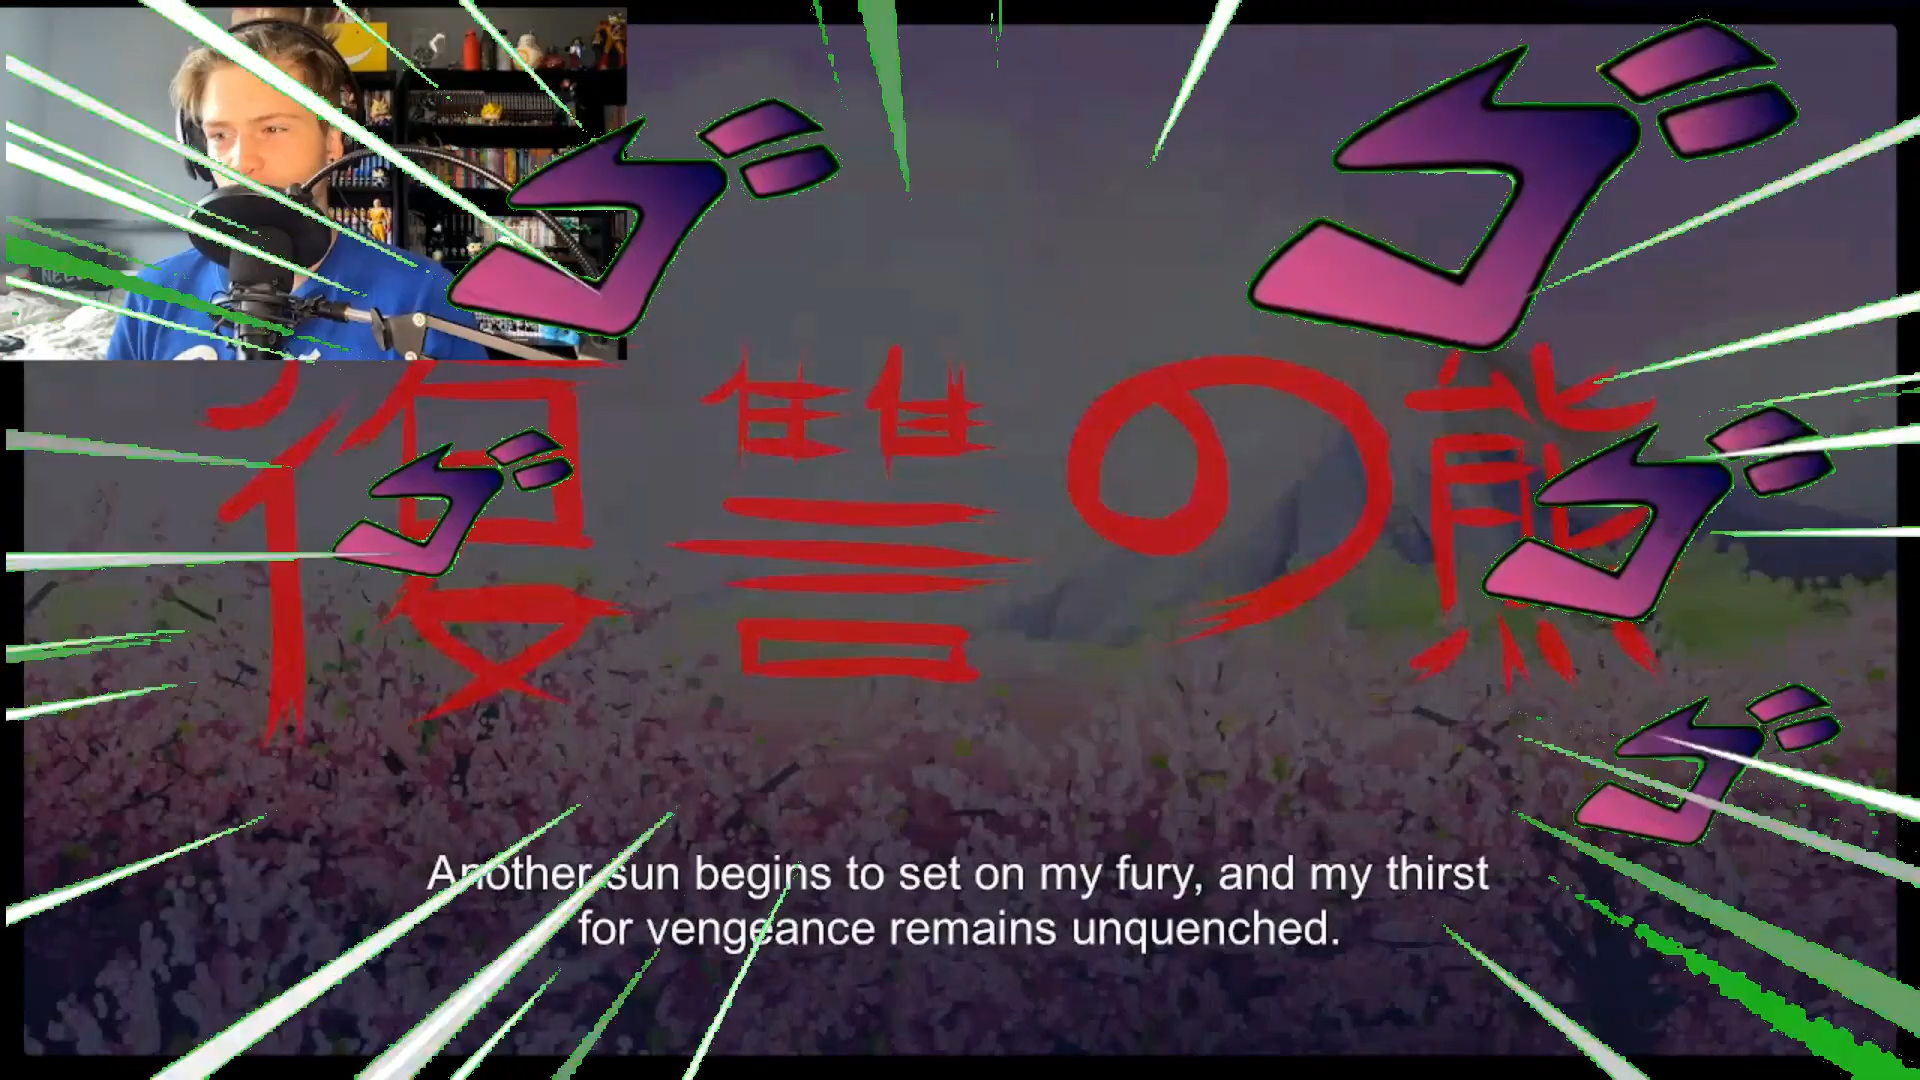 ゴ
ゴ
復讐の熊
ゴ
ゴ
ゴ
Another sun begins to set on my fury, and my thirst
for vengeance remains unquenched.